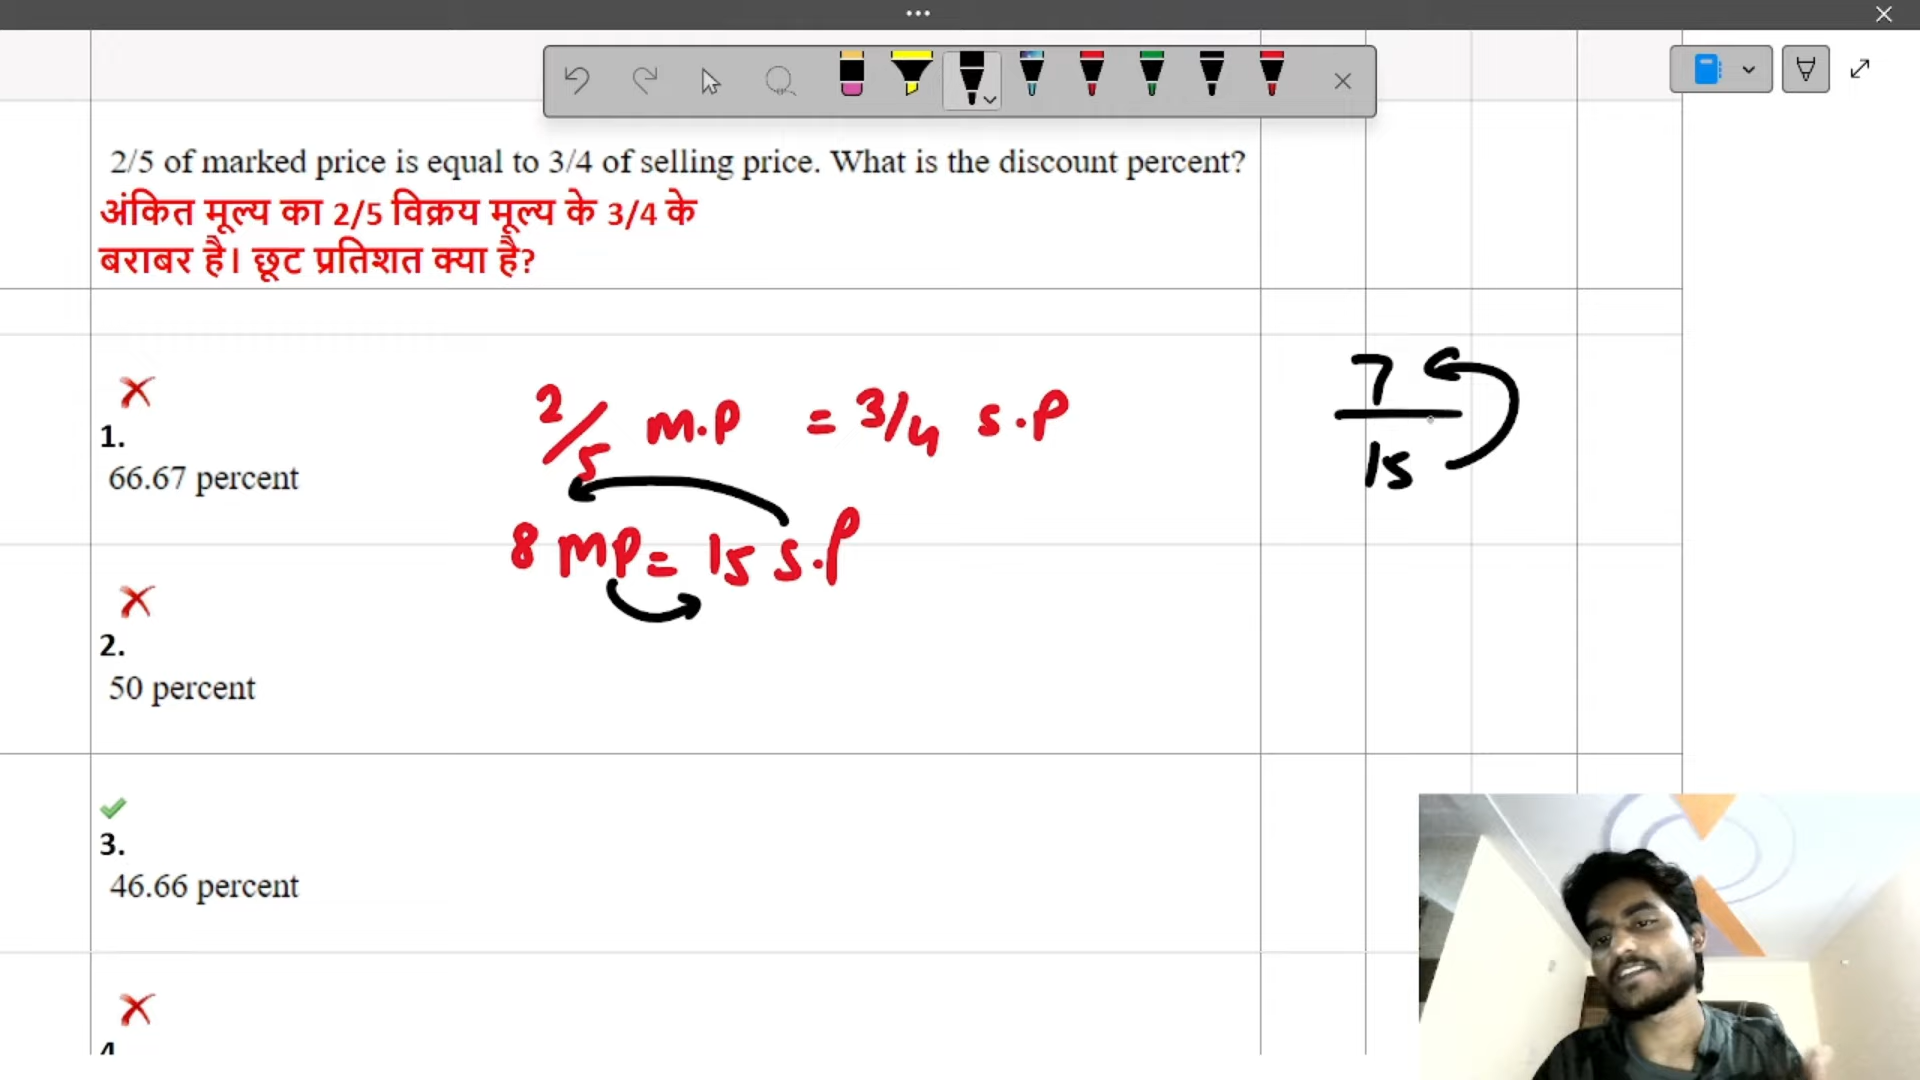 2/5 of marked price is equal to 3/4 of selling price. What is the discount percent?
अंकित मूल्य का 2/5 विक्रय मूल्य के 3/4 के
बराबर है। छूट प्रतिशत क्या है?
1.
66.67 percent
2/5 M.P = 3/4 S.P
8 MP = 15 S.P
7
15
2.
50 percent
3.
46.66 percent
4